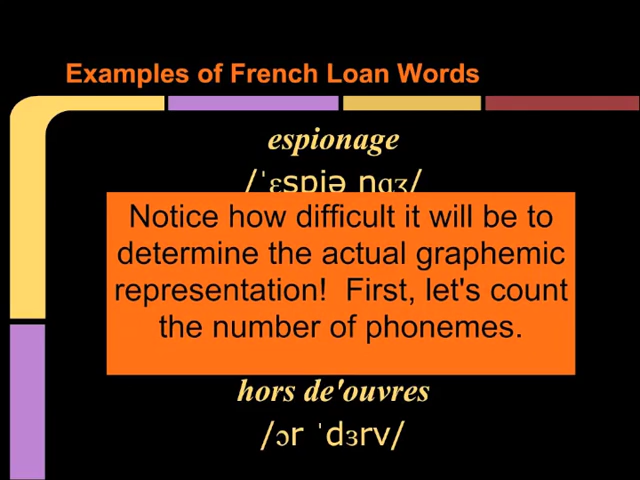 Examples of French Loan Words
espionage
/ˈɛspiə nɑʒ/
Notice how difficult it will be to
determine the actual graphemic
representation! First, let's count
the number of phonemes.
hors de'ouvres
/ɔr ˈdɜrv/